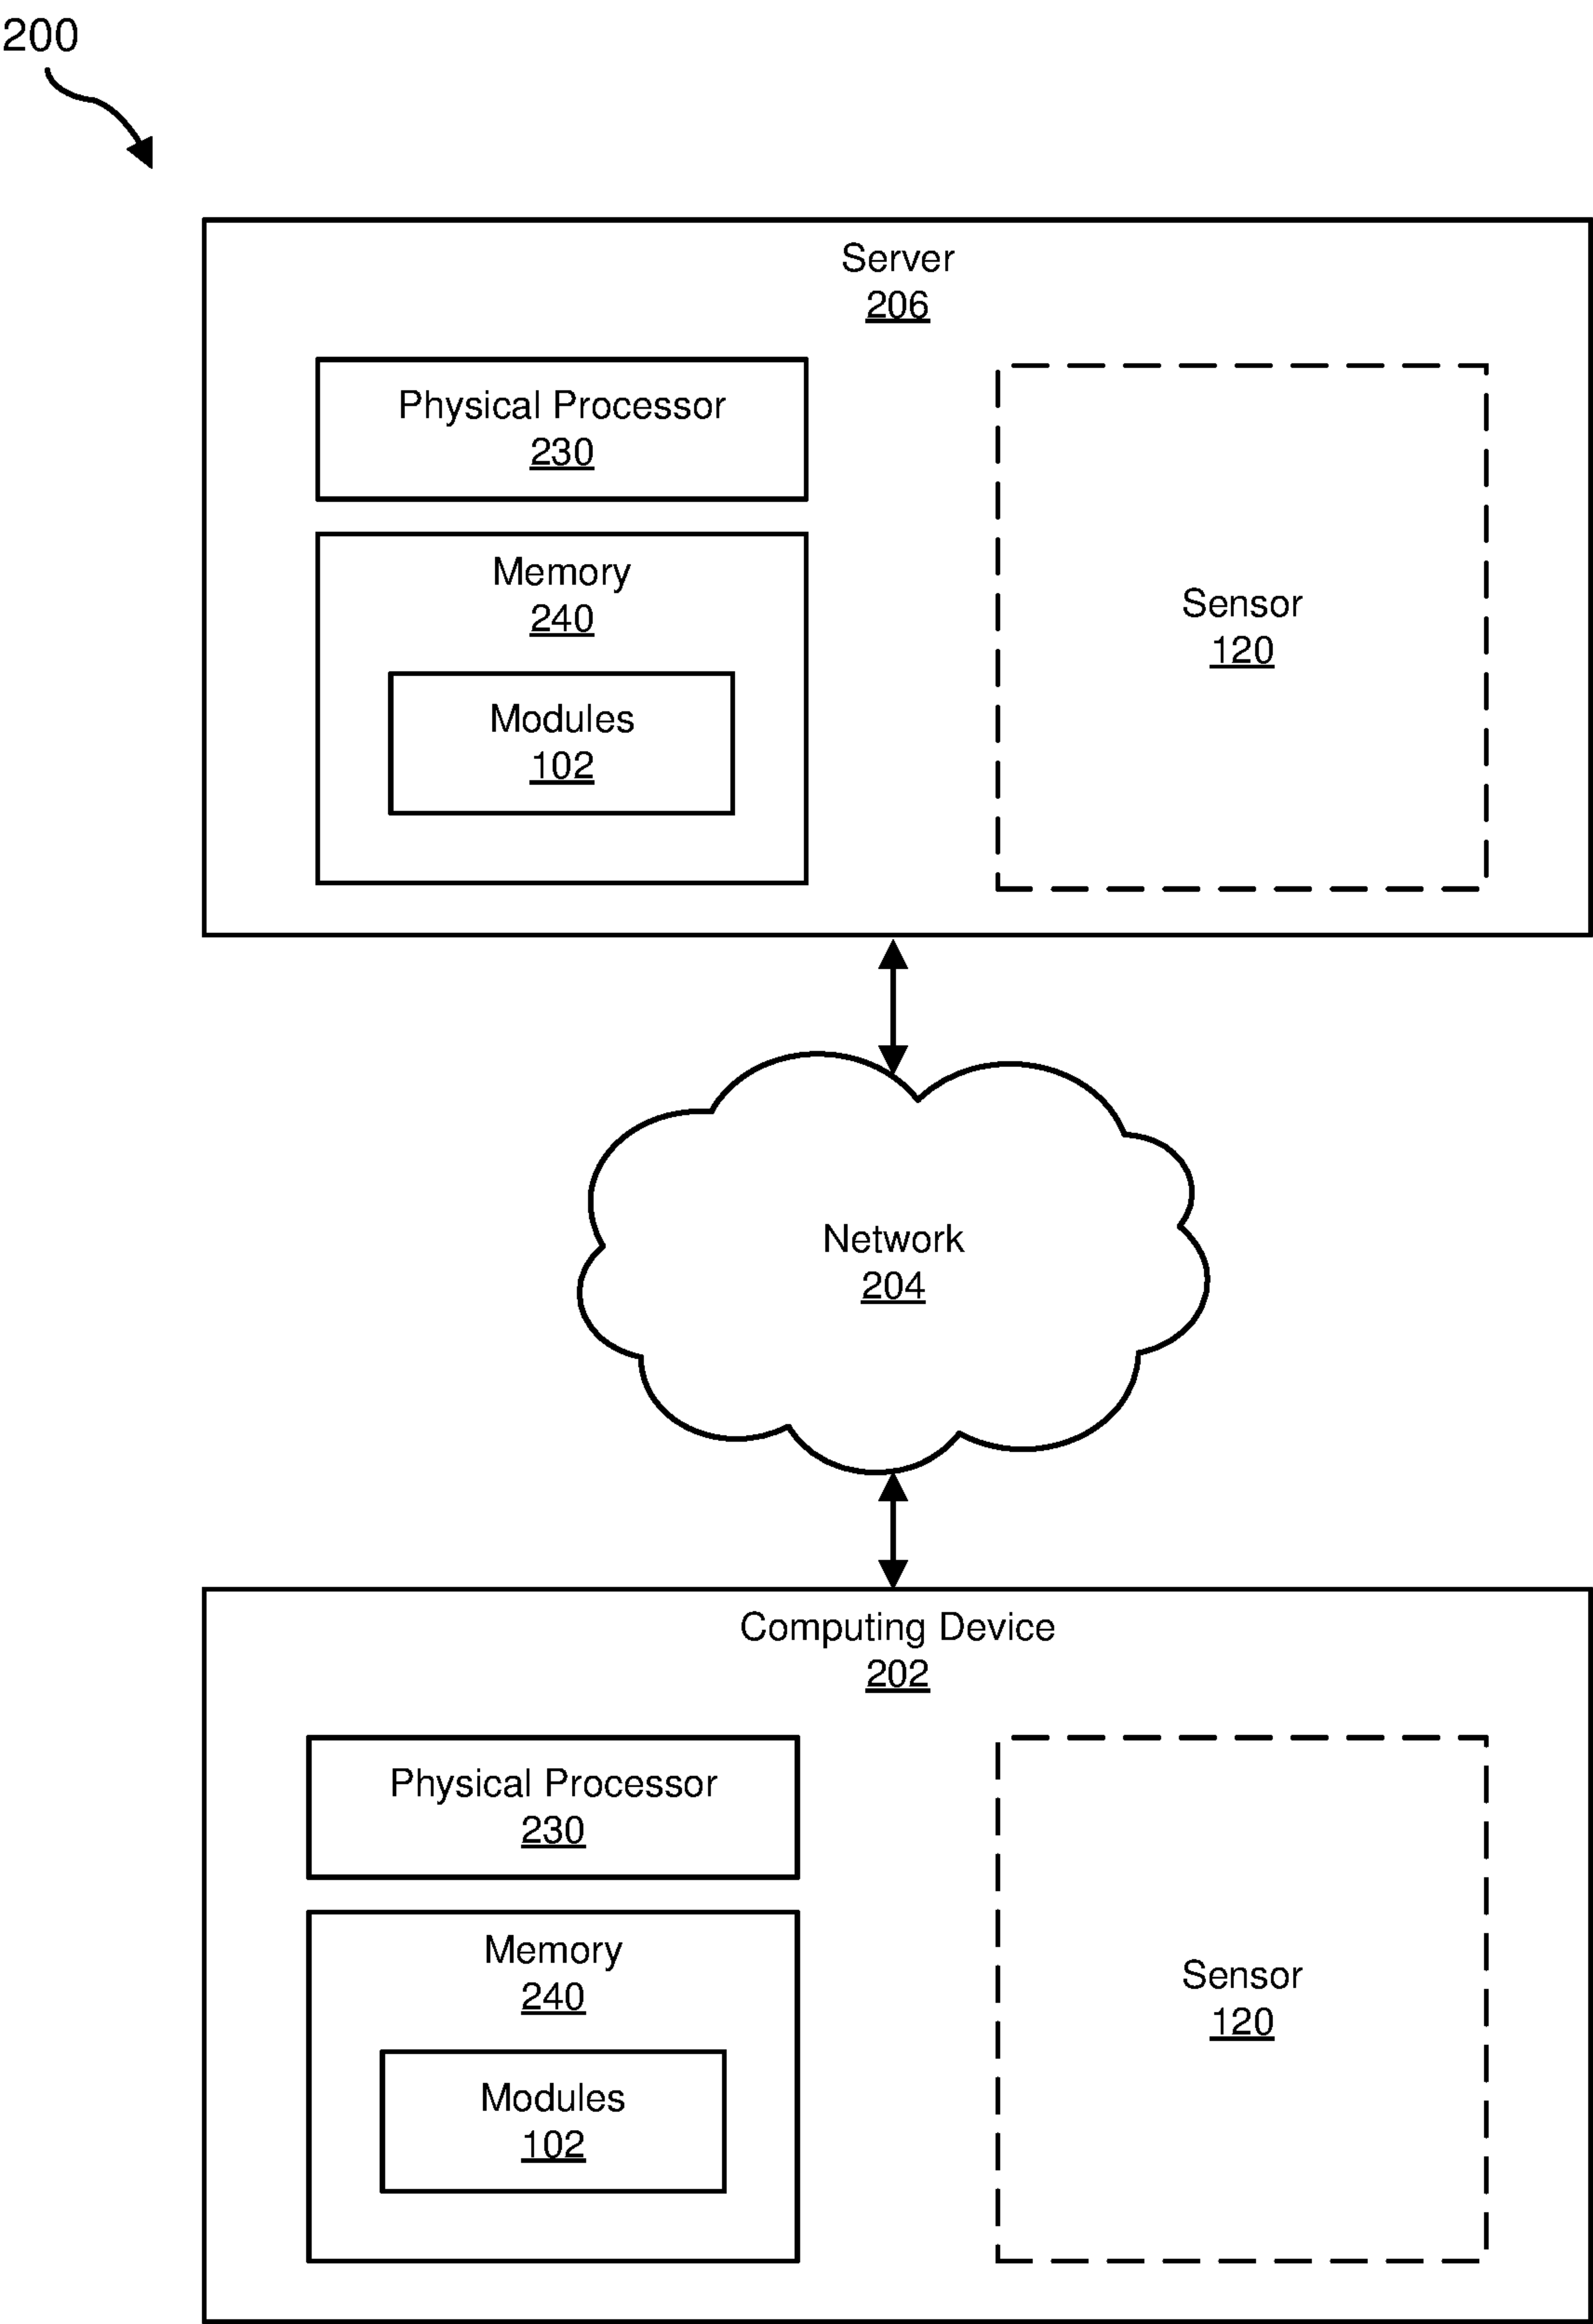 200
Server
206
Physical Processor
230
Memory
240
Modules
102
Sensor
120
Network
204
Computing Device
202
Physical Processor
230
Memory
240
Modules
102
Sensor
120